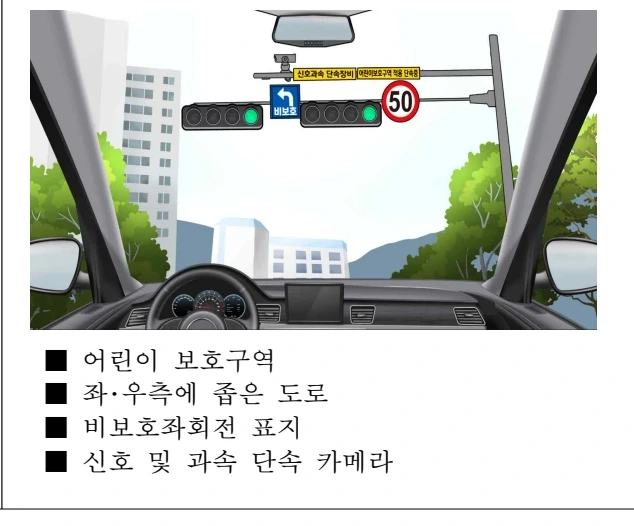 신호과속 단속장비 어린이보호구역 적용 단속중
비보호
50
■ 어린이 보호구역
■ 좌·우측에 좁은 도로
■ 비보호좌회전 표지
■ 신호 및 과속 단속 카메라